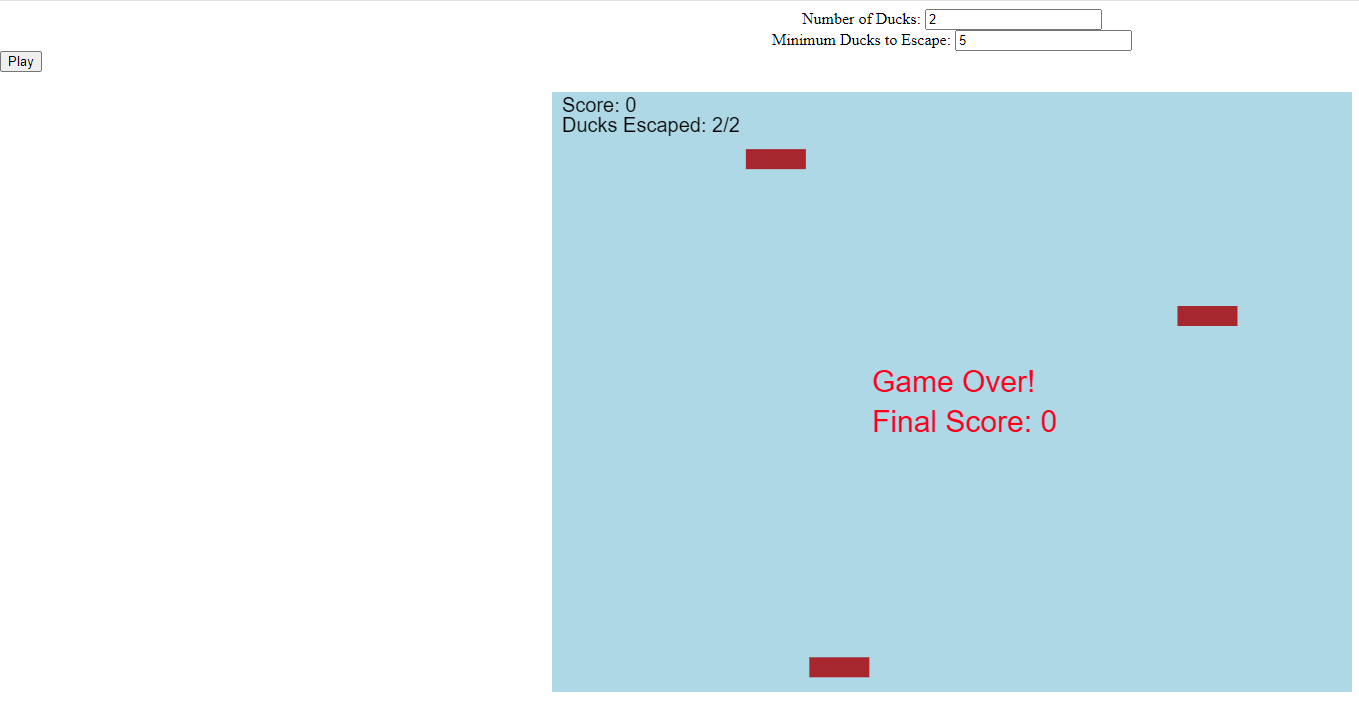 Number of Ducks: 2
Minimum Ducks to Escape: 5
Play
Score: 0
Ducks Escaped: 2/2
Game Over!
Final Score: 0